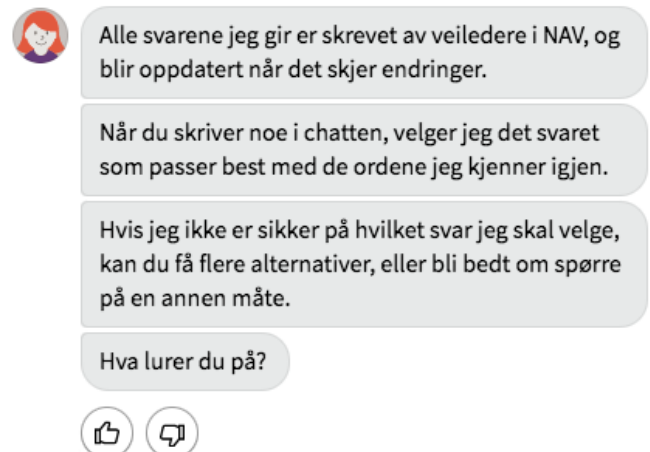 Alle svarene jeg gir er skrevet av veiledere i NAV, og
blir oppdatert når det skjer endringer.
Når du skriver noe i chatten, velger jeg det svaret
som passer best med de ordene jeg kjenner igjen.
Hvis jeg ikke er sikker på hvilket svar jeg skal velge,
kan du få flere alternativer, eller bli bedt om spørre
på en annen måte.
Hva lurer du på?